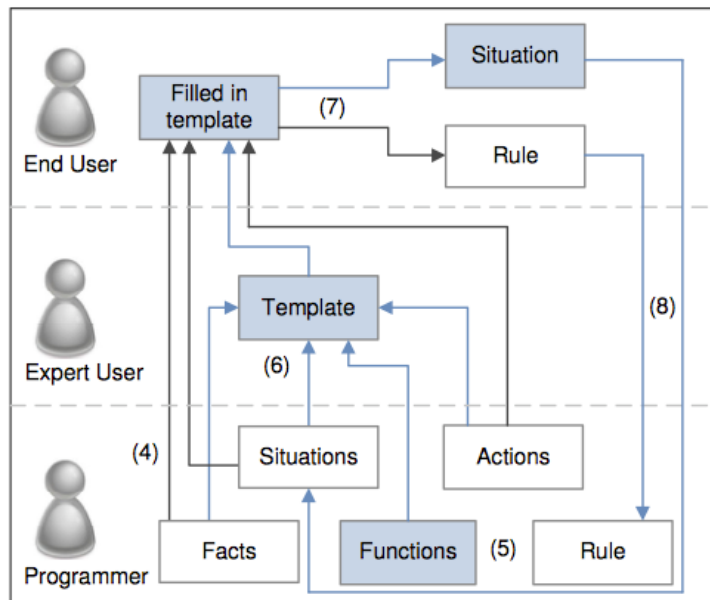 Situation
Filled in
template
(7)
Rule
End User
Template
(8)
(6)
Expert User
(4)
Situations
Actions
Facts
Functions
(5)
Rule
Programmer